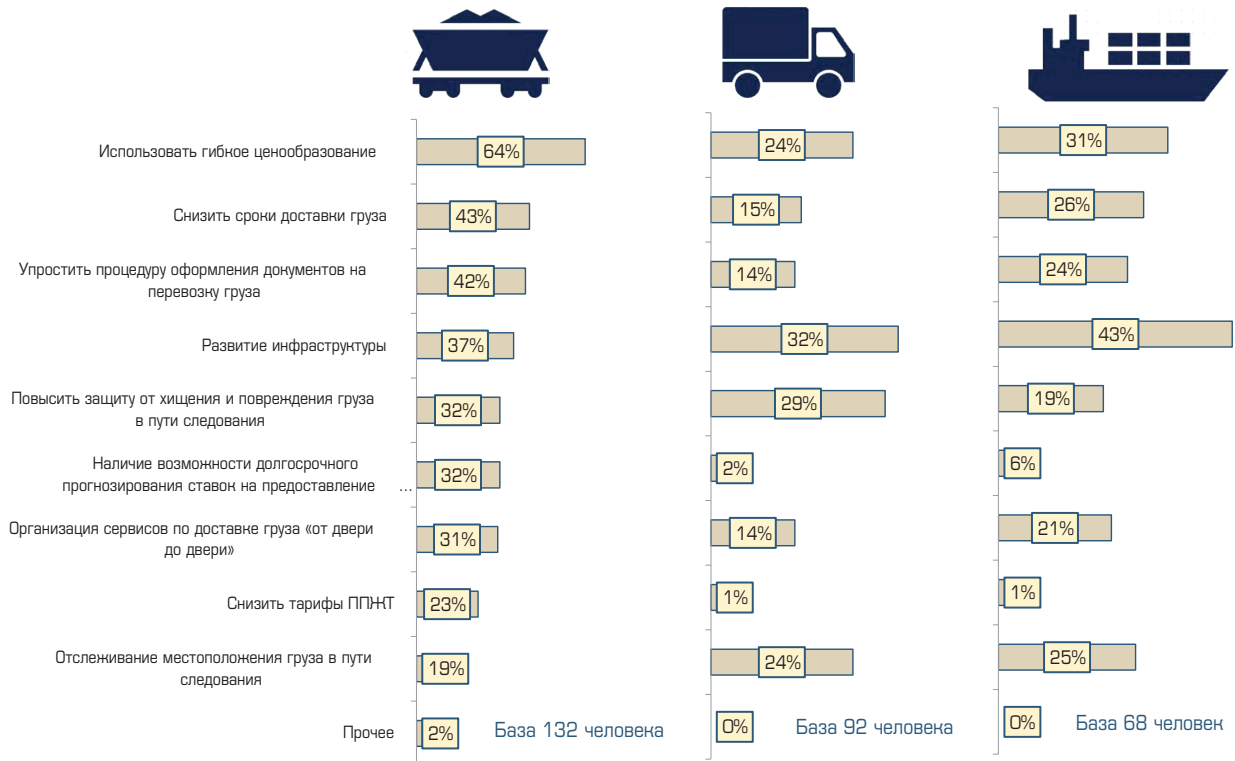 Использовать гибкое ценообразование
64%
24%
31%
Снизить сроки доставки груза
43%
15%
26%
Упростить процедуру оформления документов на
перевозку груза
42%
14%
24%
Развитие инфраструктуры
37%
32%
43%
Повысить защиту от хищения и повреждения груза
в пути следования
32%
29%
19%
Наличие возможности долгосрочного
прогнозирования ставок на предоставление ...
32%
2%
6%
Организация сервисов по доставке груза «от двери
до двери»
31%
14%
21%
Снизить тарифы ППЖТ
23%
1%
1%
Отслеживание местоположения груза в пути
следования
19%
24%
25%
Прочее
2%
База 132 человека
0%
База 92 человека
0%
База 68 человек